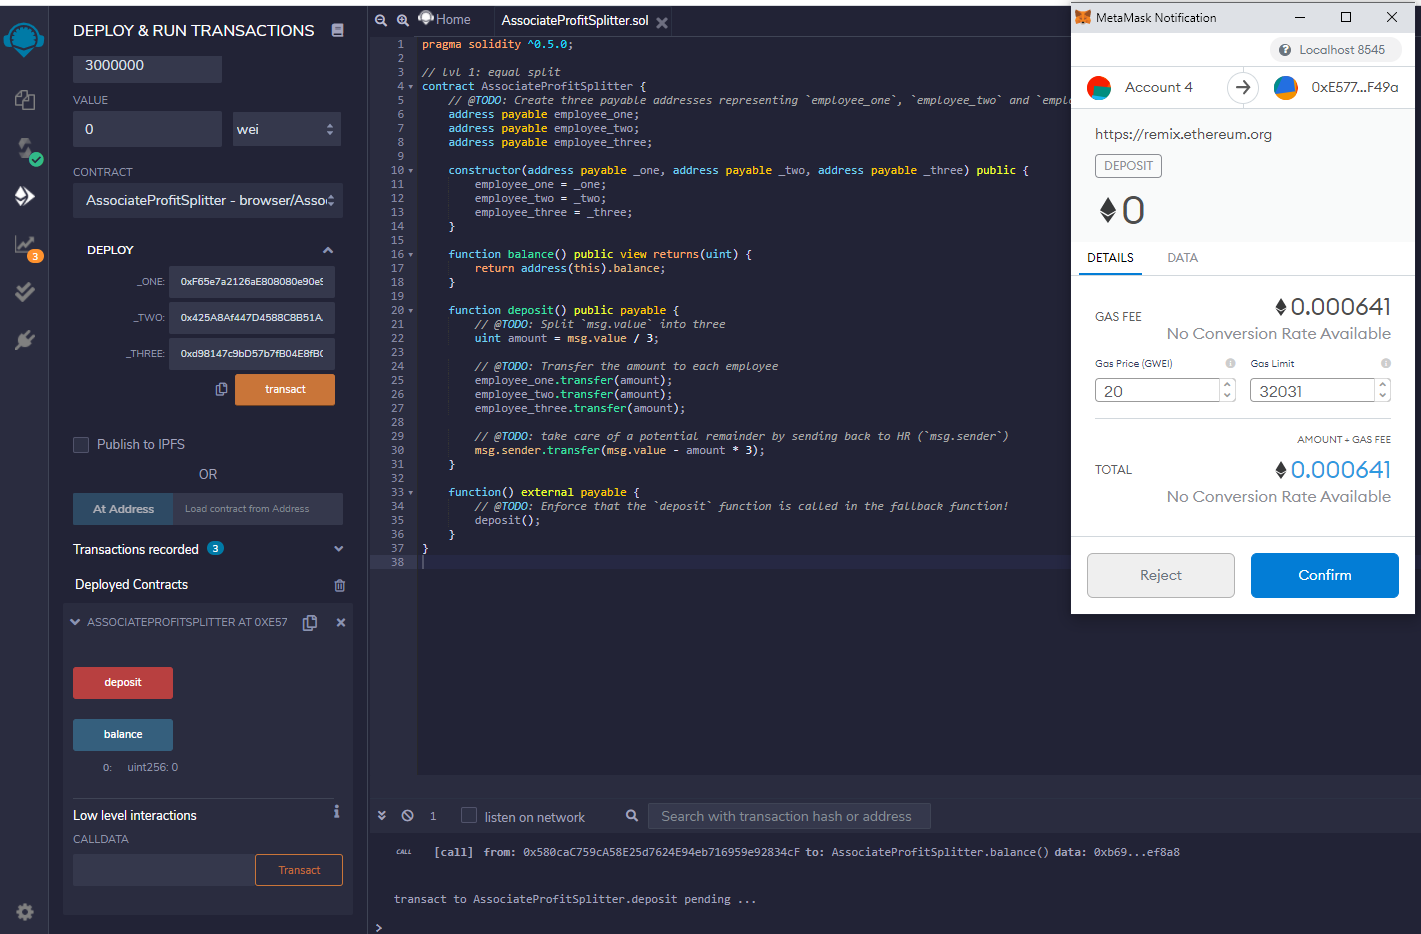 DEPLOY & RUN TRANSACTIONS
3000000
VALUE
0
wei
CONTRACT
AssociateProfitSplitter - browser/Asso
DEPLOY
_ONE:
0xF65e7a2126aE808080e90e
_TWO:
0x425A8Af447D4588C8B51A
_THREE:
0xd98147c9bD57b7fB04E8fB
transact
Publish to IPFS
OR
At Address
Load contract from Address
Transactions recorded 3
Deployed Contracts
ASSOCIATEPROFITSPLITTER AT 0XE57
deposit
balance
0: uint256: 0
Low level interactions
i
CALLDATA
Transact
3
Home
AssociateProfitSplitter.sol
1 pragma solidity ^0.5.0;
2
3 // lvl 1: equal split
4 contract AssociateProfitSplitter {
5 // @TODO: Create three payable addresses representing `employee_one`, `employee_two` and `empl
6 address payable employee_one;
7 address payable employee_two;
8 address payable employee_three;
9
10 constructor(address payable _one, address payable _two, address payable _three) public {
11 employee_one = _one;
12 employee_two = _two;
13 employee_three = _three;
14 }
15
16 function balance() public view returns(uint) {
17 return address(this).balance;
18 }
19
20 function deposit() public payable {
21 // @TODO: Split `msg.value` into three
22 uint amount = msg.value / 3;
23
24 // @TODO: Transfer the amount to each employee
25 employee_one.transfer(amount);
26 employee_two.transfer(amount);
27 employee_three.transfer(amount);
28
29 // @TODO: take care of a potential remainder by sending back to HR (`msg.sender`)
30 msg.sender.transfer(msg.value - amount * 3);
31 }
32
33 function() external payable {
34 // @TODO: Enforce that the `deposit` function is called in the fallback function!
35 deposit();
36 }
37 }
38
1
listen on network
Search with transaction hash or address
CALL [call] from: 0x580caC759cA58E25d7624E94eb716959e92834cF to: AssociateProfitSplitter.balance() data: 0xb69...ef8a8
transact to AssociateProfitSplitter.deposit pending ...
>
MetaMask Notification
Localhost 8545
Account 4
0xE577...F49a
https://remix.ethereum.org
DEPOSIT
0
DETAILS
DATA
GAS FEE
0.000641
No Conversion Rate Available
Gas Price (GWEI)
Gas Limit
20
32031
AMOUNT + GAS FEE
TOTAL
0.000641
No Conversion Rate Available
Reject
Confirm